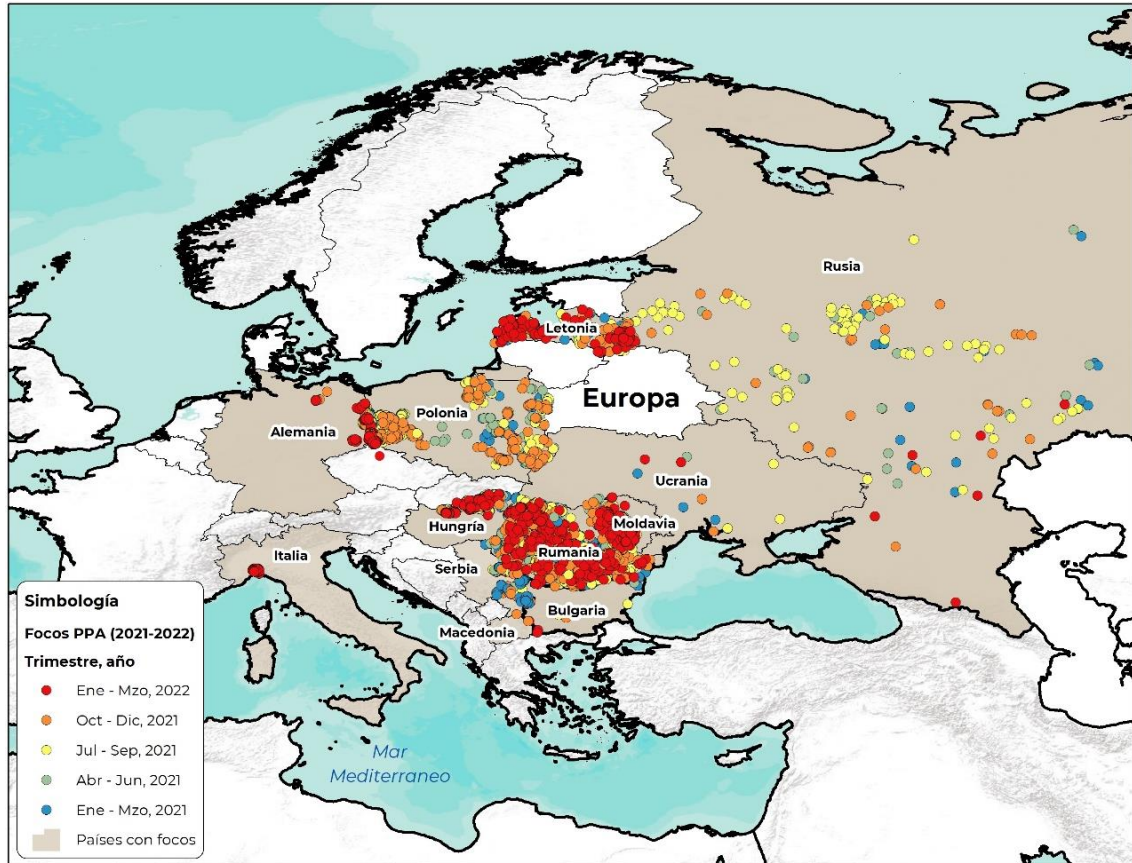 Rusia
Letonia
Europa
Polonia
Alemania
Ucrania
Hungría
Moldavia
Rumania
Italia
Serbia
Bulgaria
Macedonia
Mar
Mediterraneo
Simbología
Focos PPA (2021-2022)
Trimestre, año
Ene - Mzo, 2022
Oct - Dic, 2021
Jul - Sep, 2021
Abr - Jun, 2021
Ene - Mzo, 2021
Países con focos